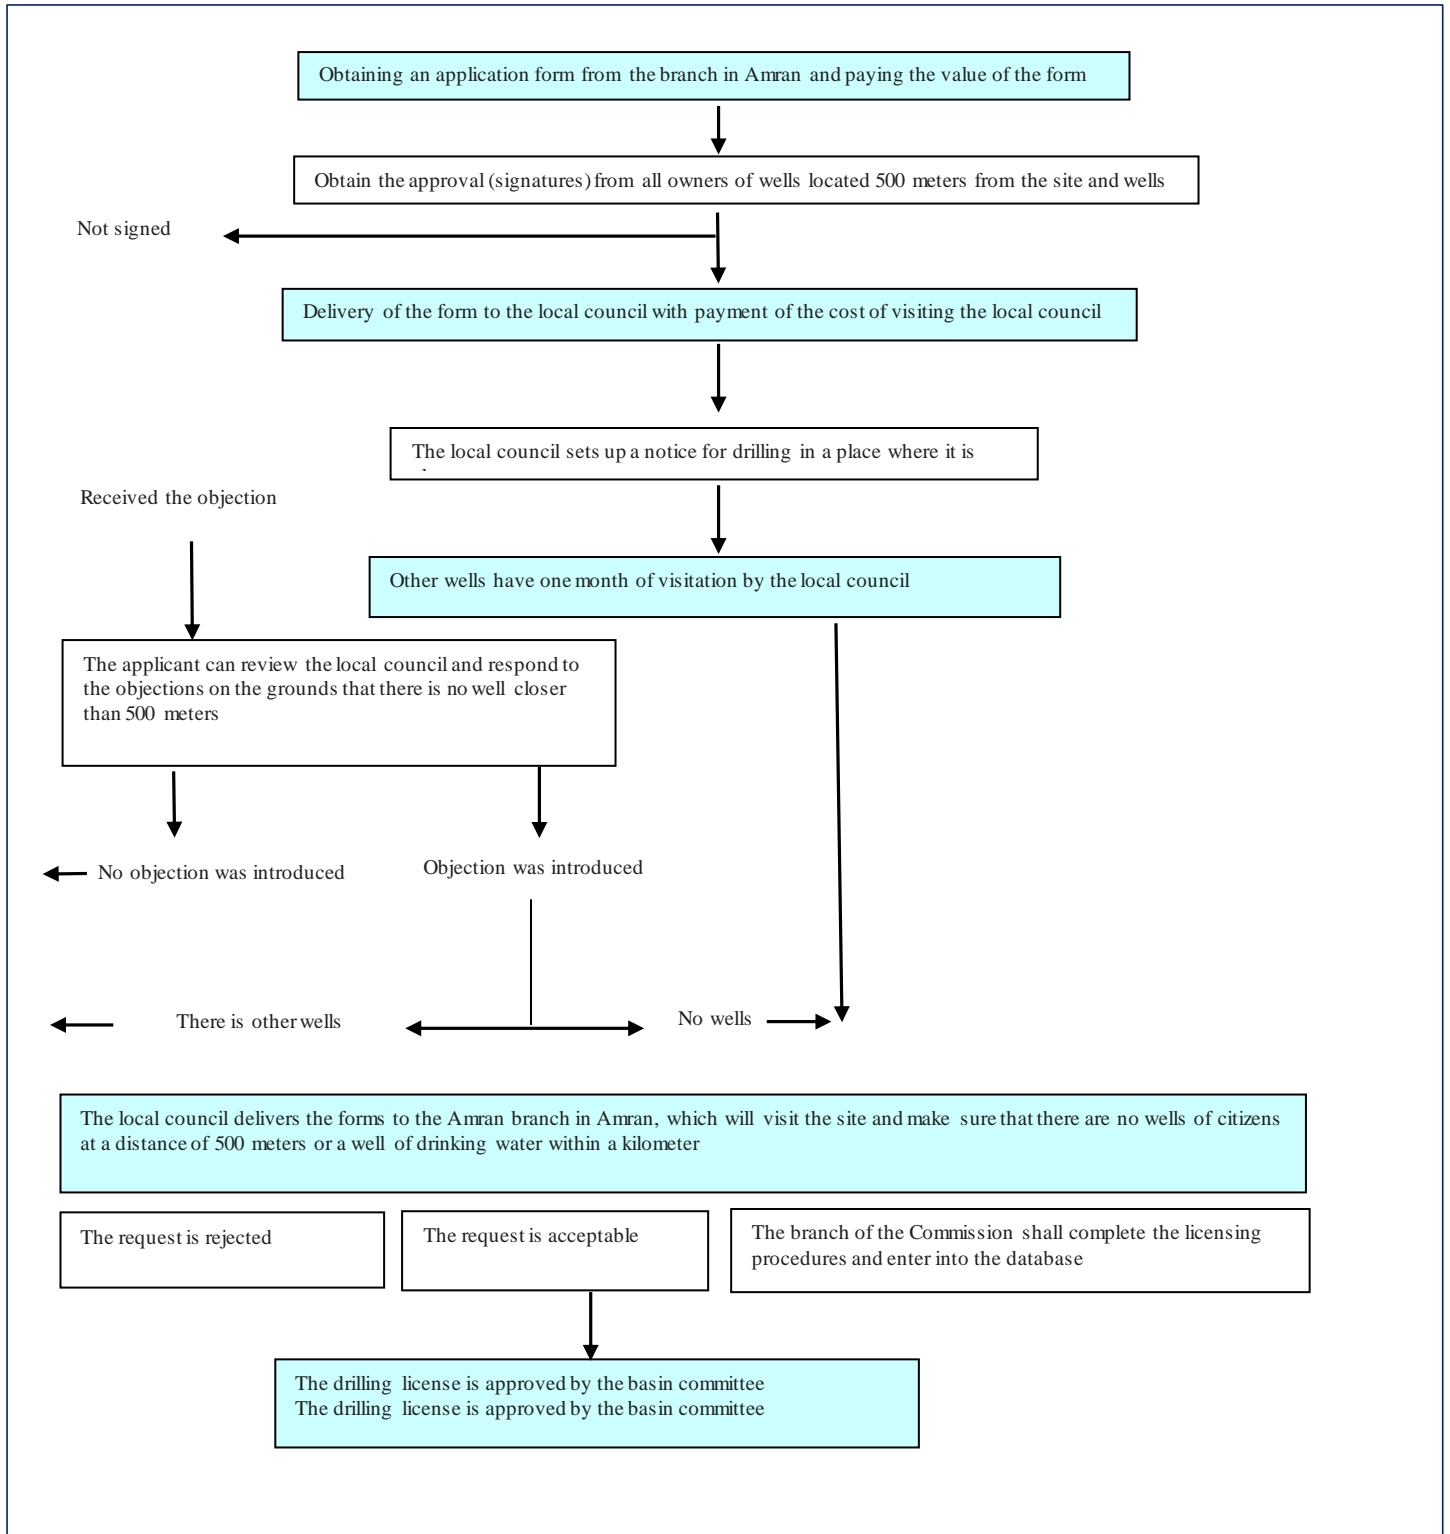 Obtaining an application form from the branch in Amran and paying the value of the form
Obtain the approval (signatures) from all owners of wells located 500 meters from the site and wells
Not signed
Delivery of the form to the local council with payment of the cost of visiting the local council
The local council sets up a notice for drilling in a place where it is
Received the objection
Other wells have one month of visitation by the local council
The applicant can review the local council and respond to
the objections on the grounds that there is no well closer
than 500 meters
No objection was introduced
Objection was introduced
There is other wells
No wells
The local council delivers the forms to the Amran branch in Amran, which will visit the site and make sure that there are no wells of citizens
at a distance of 500 meters or a well of drinking water within a kilometer
The request is rejected
The request is acceptable
The branch of the Commission shall complete the licensing
procedures and enter into the database
The drilling license is approved by the basin committee
The drilling license is approved by the basin committee